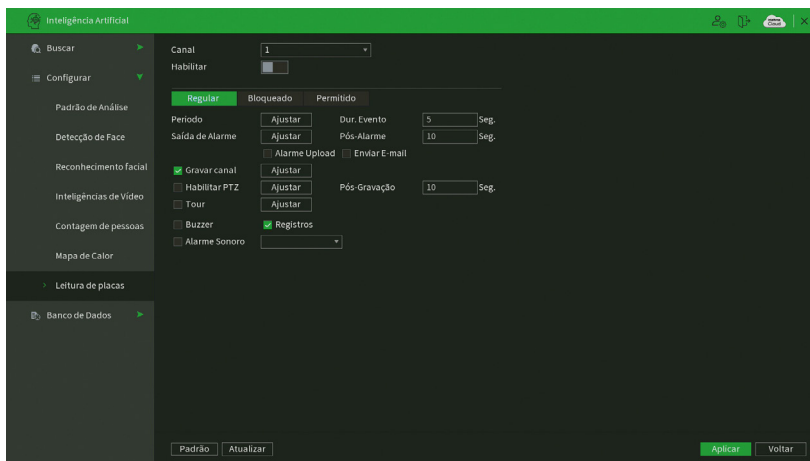 Inteligência Artificial
Cloud
Buscar
Configurar
Padrão de Análise
Detecção de Face
Reconhecimento facial
Inteligências de Vídeo
Contagem de pessoas
Mapa de Calor
Leitura de placas
Banco de Dados
Canal 1
Habilitar
Regular Bloqueado Permitido
Periodo Ajustar Dur. Evento 5 Seg.
Saída de Alarme Ajustar Pós-Alarme 10 Seg.
Alarme Upload Enviar E-mail
Gravar canal Ajustar
Habilitar PTZ Ajustar Pós-Gravação 10 Seg.
Tour Ajustar
Buzzer Registros
Alarme Sonoro
Padrão Atualizar Aplicar Voltar